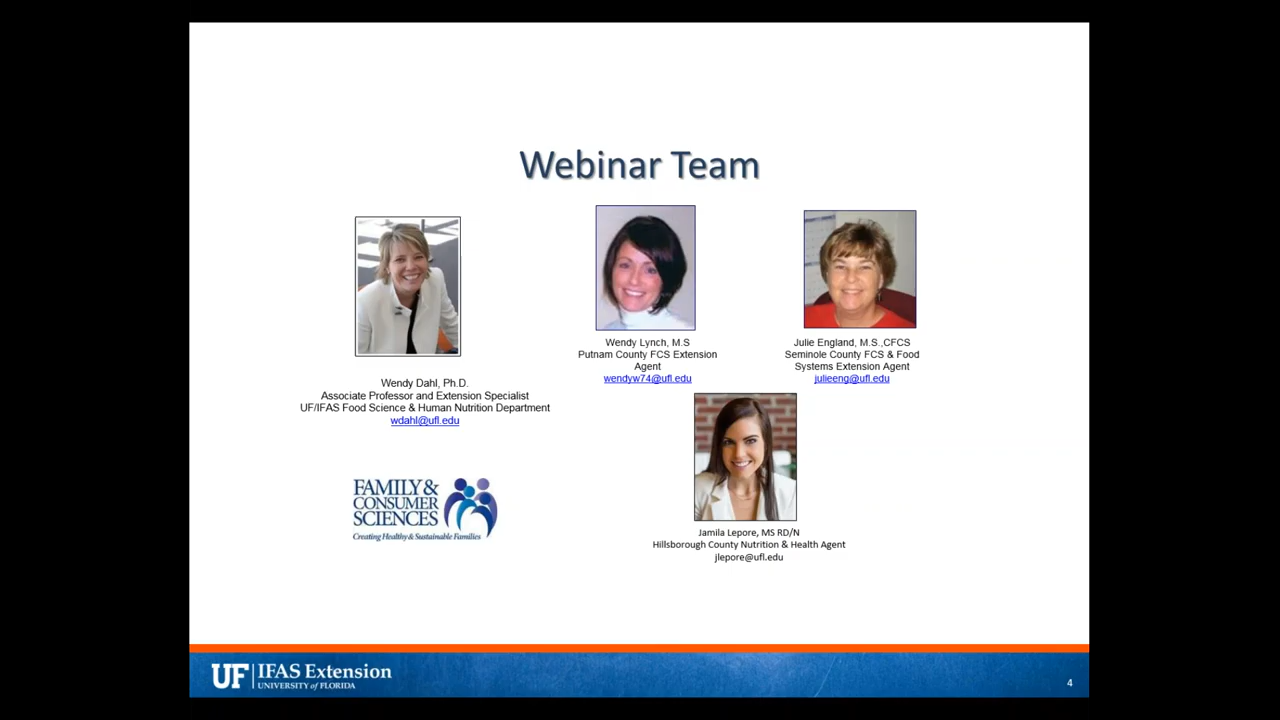 Webinar Team
Wendy Dahl, Ph.D.
Associate Professor and Extension Specialist
UF/IFAS Food Science & Human Nutrition Department
wdahl@ufl.edu
Wendy Lynch, M.S
Putnam County FCS Extension
Agent
wendyw74@ufl.edu
Julie England, M.S.,CFCS
Seminole County FCS & Food
Systems Extension Agent
julieeng@ufl.edu
Jamila Lepore, MS RD/N
Hillsborough County Nutrition & Health Agent
jlepore@ufl.edu
FAMILY &
CONSUMER
SCIENCES
Creating Healthy & Sustainable Families
UF IFAS Extension
UNIVERSITY of FLORIDA
4